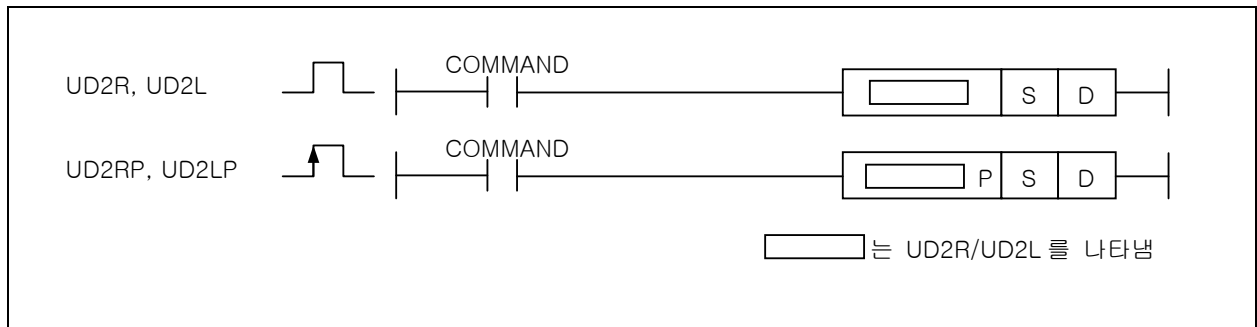 COMMAND
UD2R, UD2L
S D
COMMAND
UD2RP, UD2LP
P S D
는 UD2R/UD2L 를 나타냄